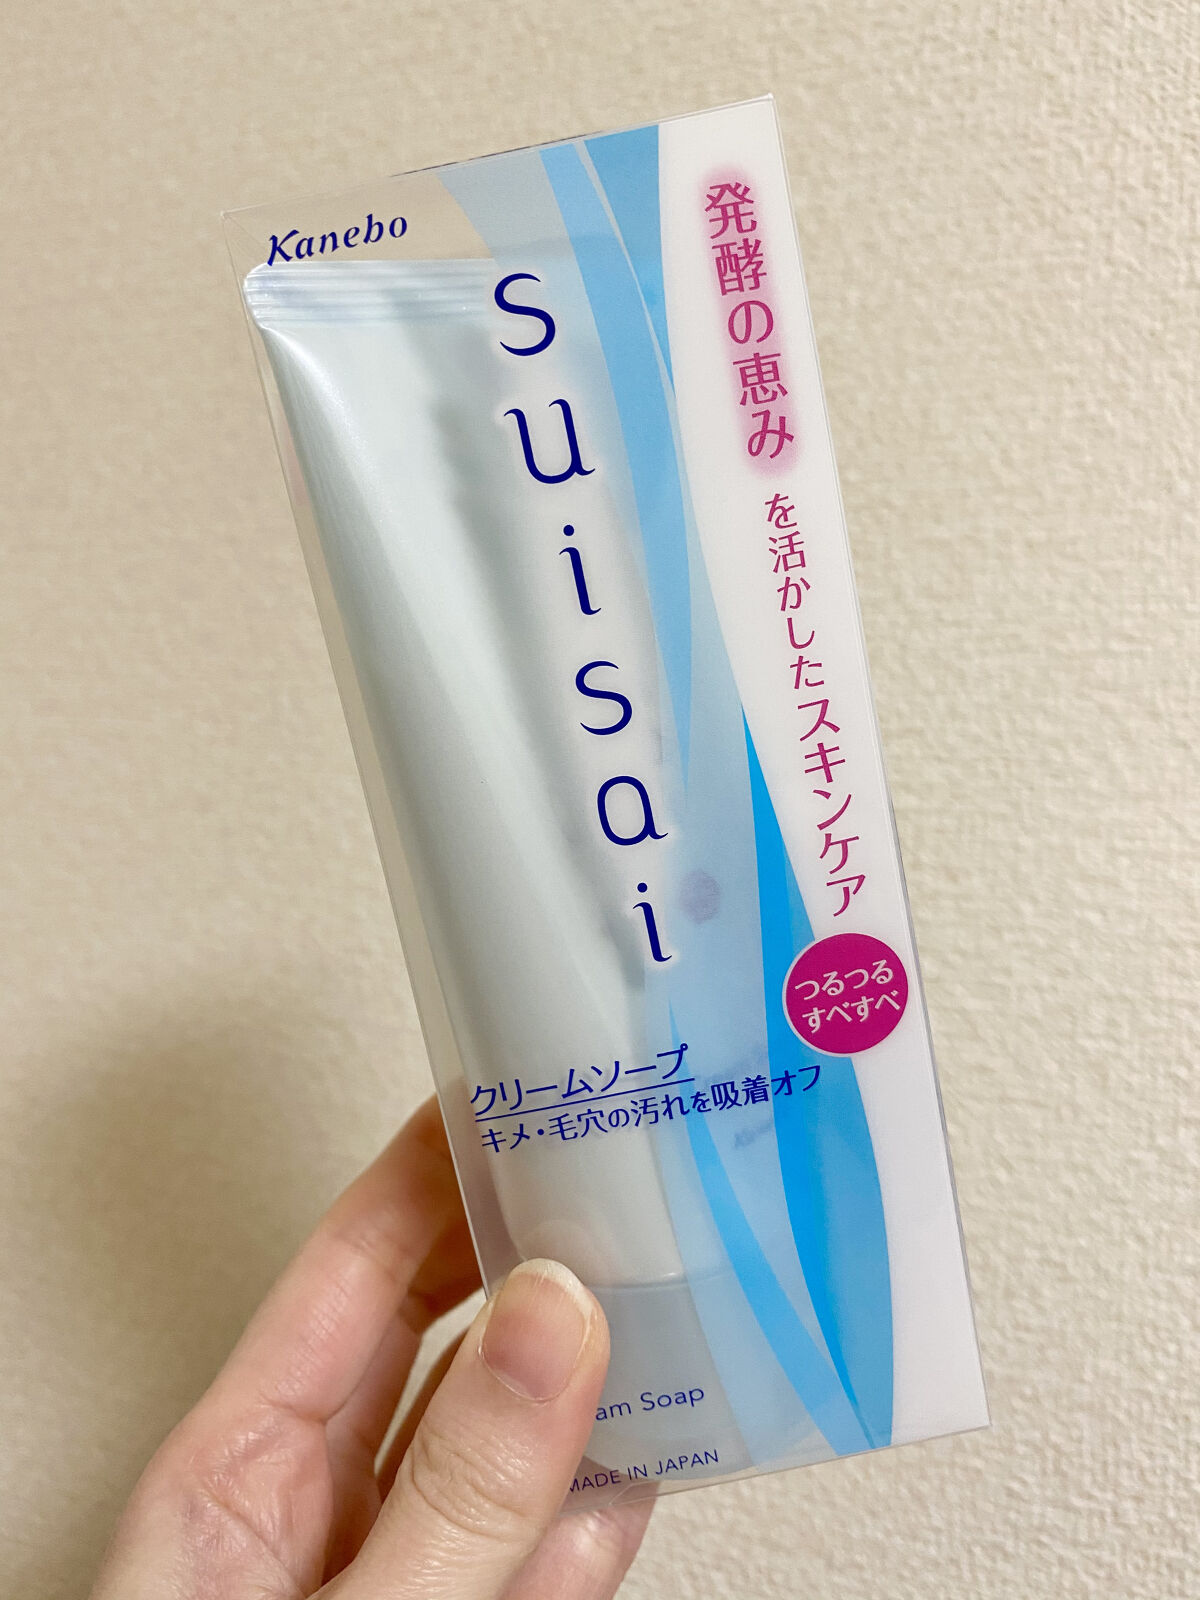 Kanebo
suisai
発酵の恵み
を活かしたスキンケア
つるつる
すべすべ
クリームソープ
キメ・毛穴の汚れを吸着オフ
Soap
MADE IN JAPAN